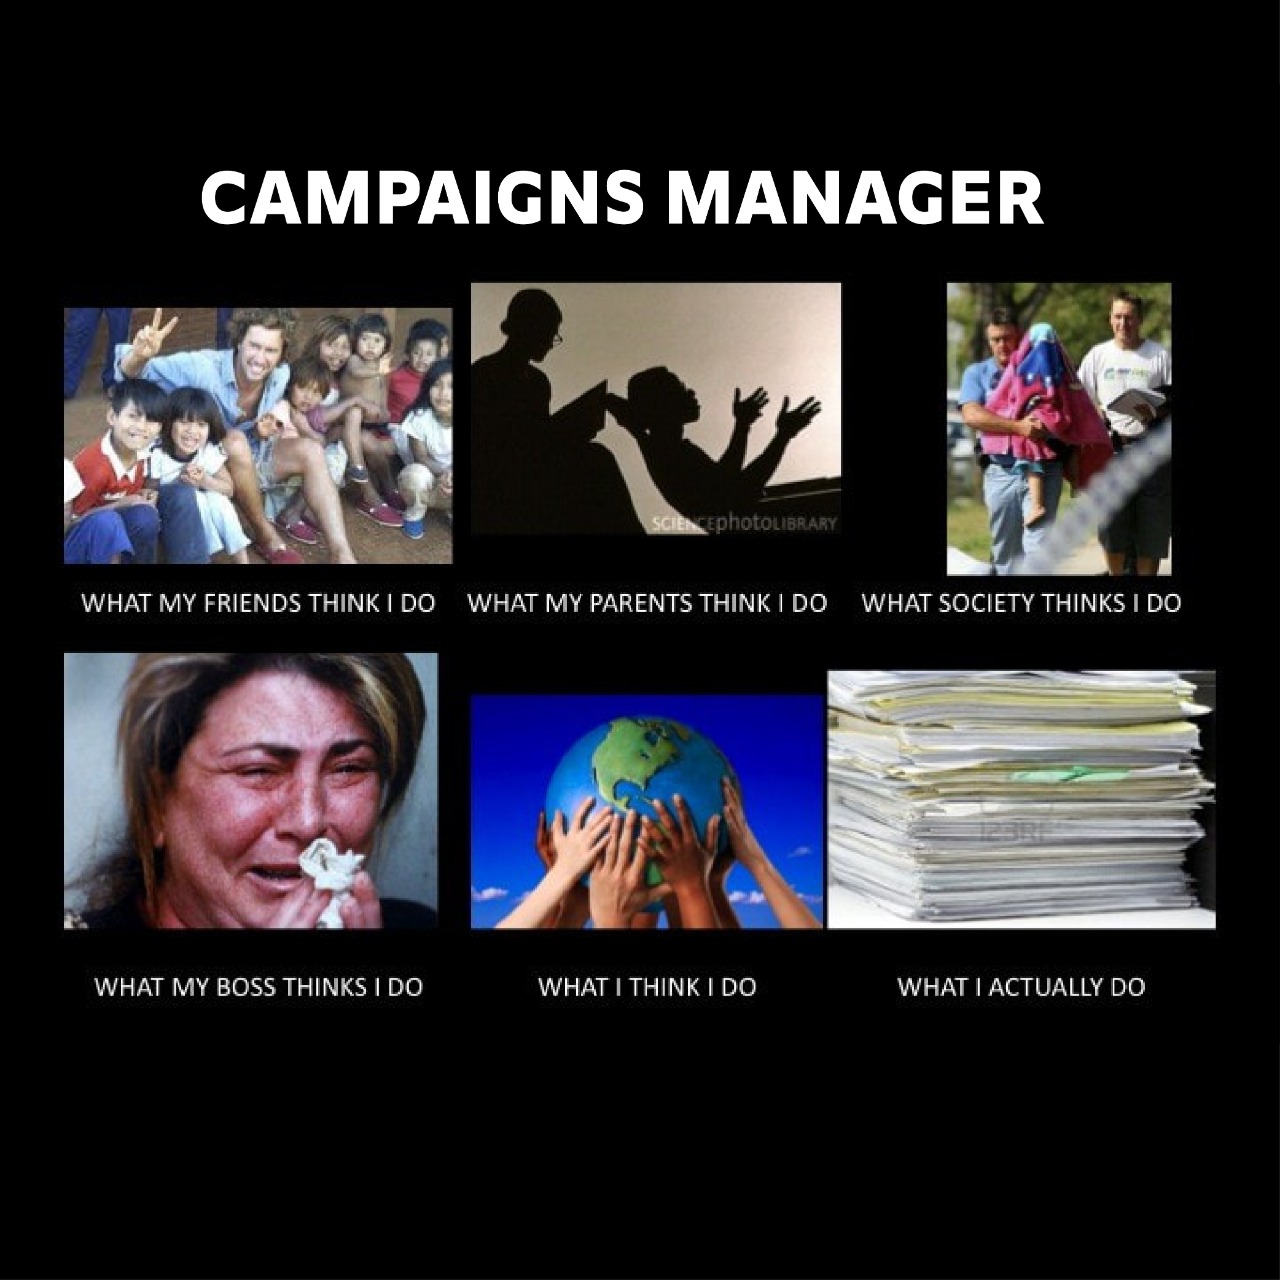 CAMPAIGNS MANAGER
SCIENCEphotoLIBRARY
WHAT MY FRIENDS THINK I DO
WHAT MY PARENTS THINK I DO
WHAT SOCIETY THINKS I DO
123RF
WHAT MY BOSS THINKS I DO
WHAT I THINK I DO
WHAT I ACTUALLY DO